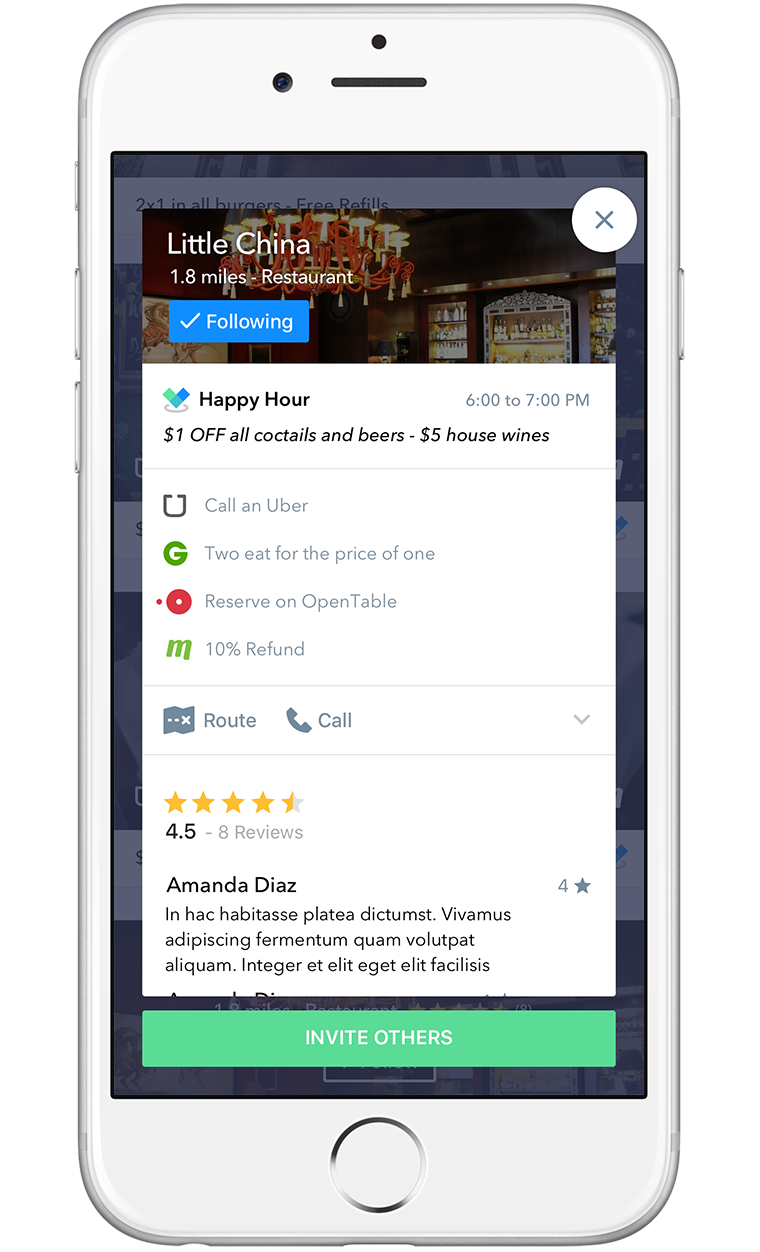 2x1 in all burgers - Free Refills
Little China
1.8 miles - Restaurant
Following
Happy Hour
6:00 to 7:00 PM
$1 OFF all coctails and beers - $5 house wines
Call an Uber
G Two eat for the price of one
Reserve on OpenTable
m 10% Refund
Route
Call
4.5 - 8 Reviews
Amanda Diaz
4
In hac habitasse platea dictumst. Vivamus
adipiscing fermentum quam volutpat
aliquam. Integer et elit eget elit facilisis
Amanda Diaz
1.8 miles - Restaurant (8)
INVITE OTHERS